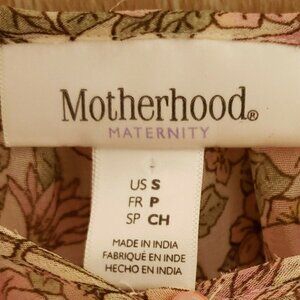 Motherhood®
MATERNITY
US S
FR P
SP CH
MADE IN INDIA
FABRIQUÉ EN INDE
HECHO EN INDIA